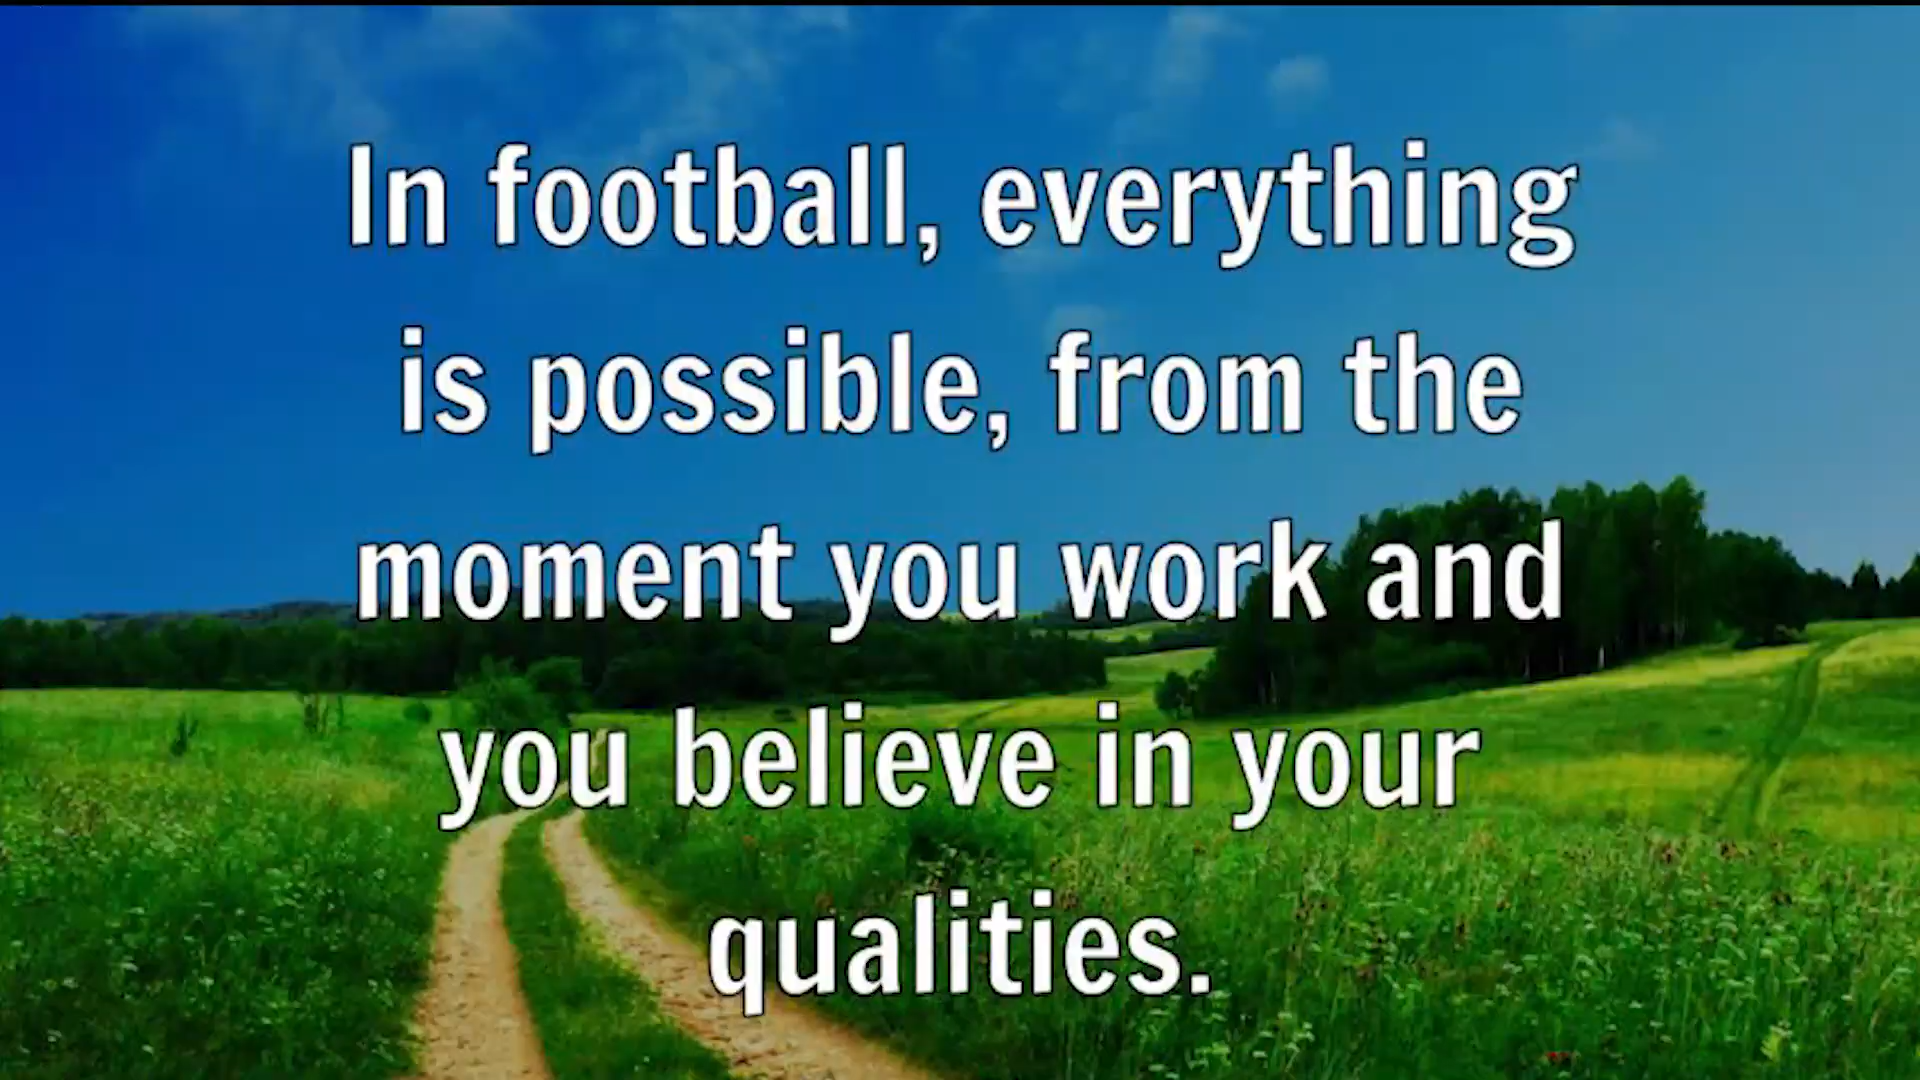 In football, everything
is possible, from the
moment you work and
you believe in your
qualities.